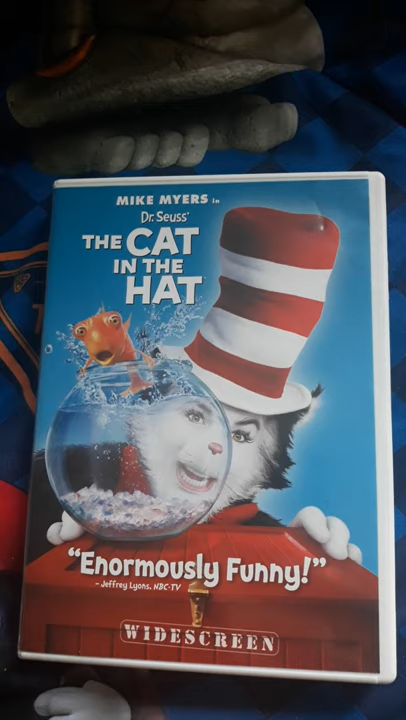 MIKE MYERS in
Dr. Seuss'
THE CAT
IN THE
HAT
"Enormously Funny!"
- Jeffrey Lyons, NBC-TV
WIDESCREEN